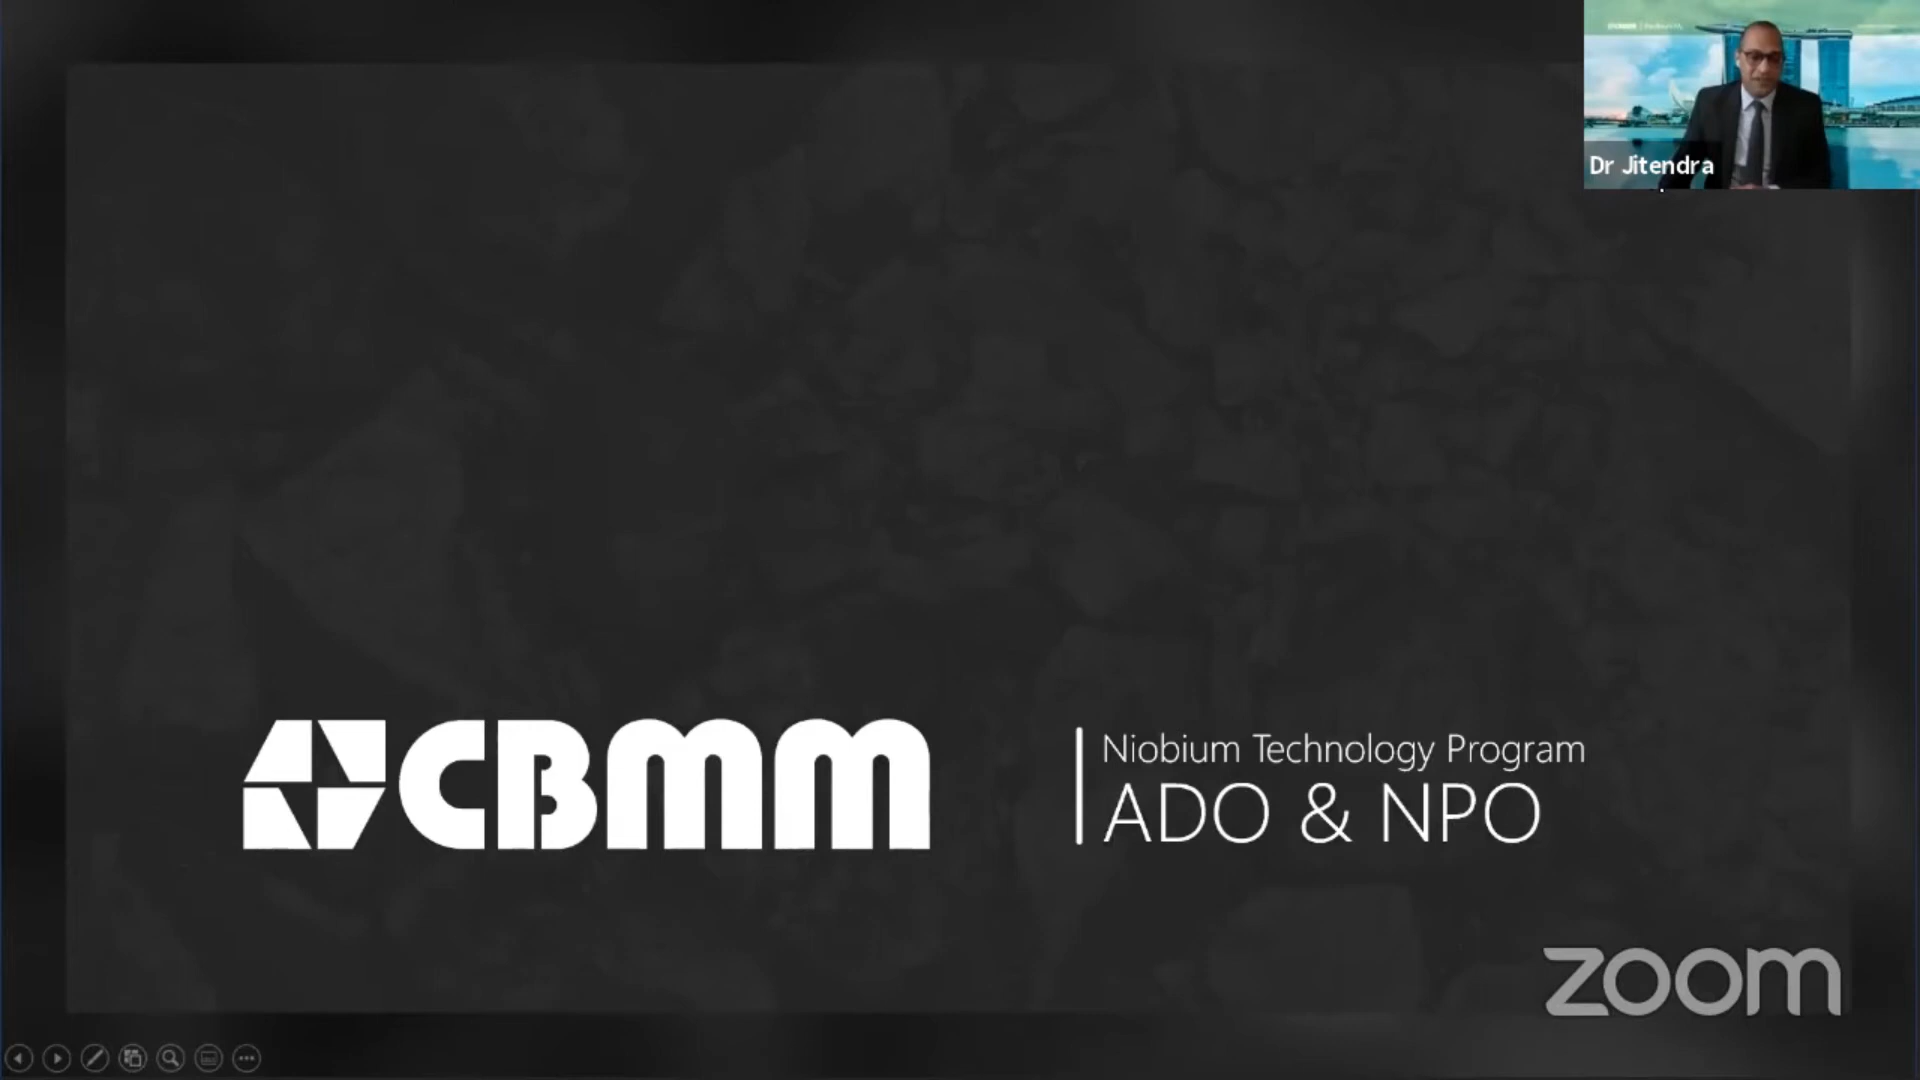 Dr Jitendra
CBMM
Niobium Technology Program
ADO & NPO
zoom